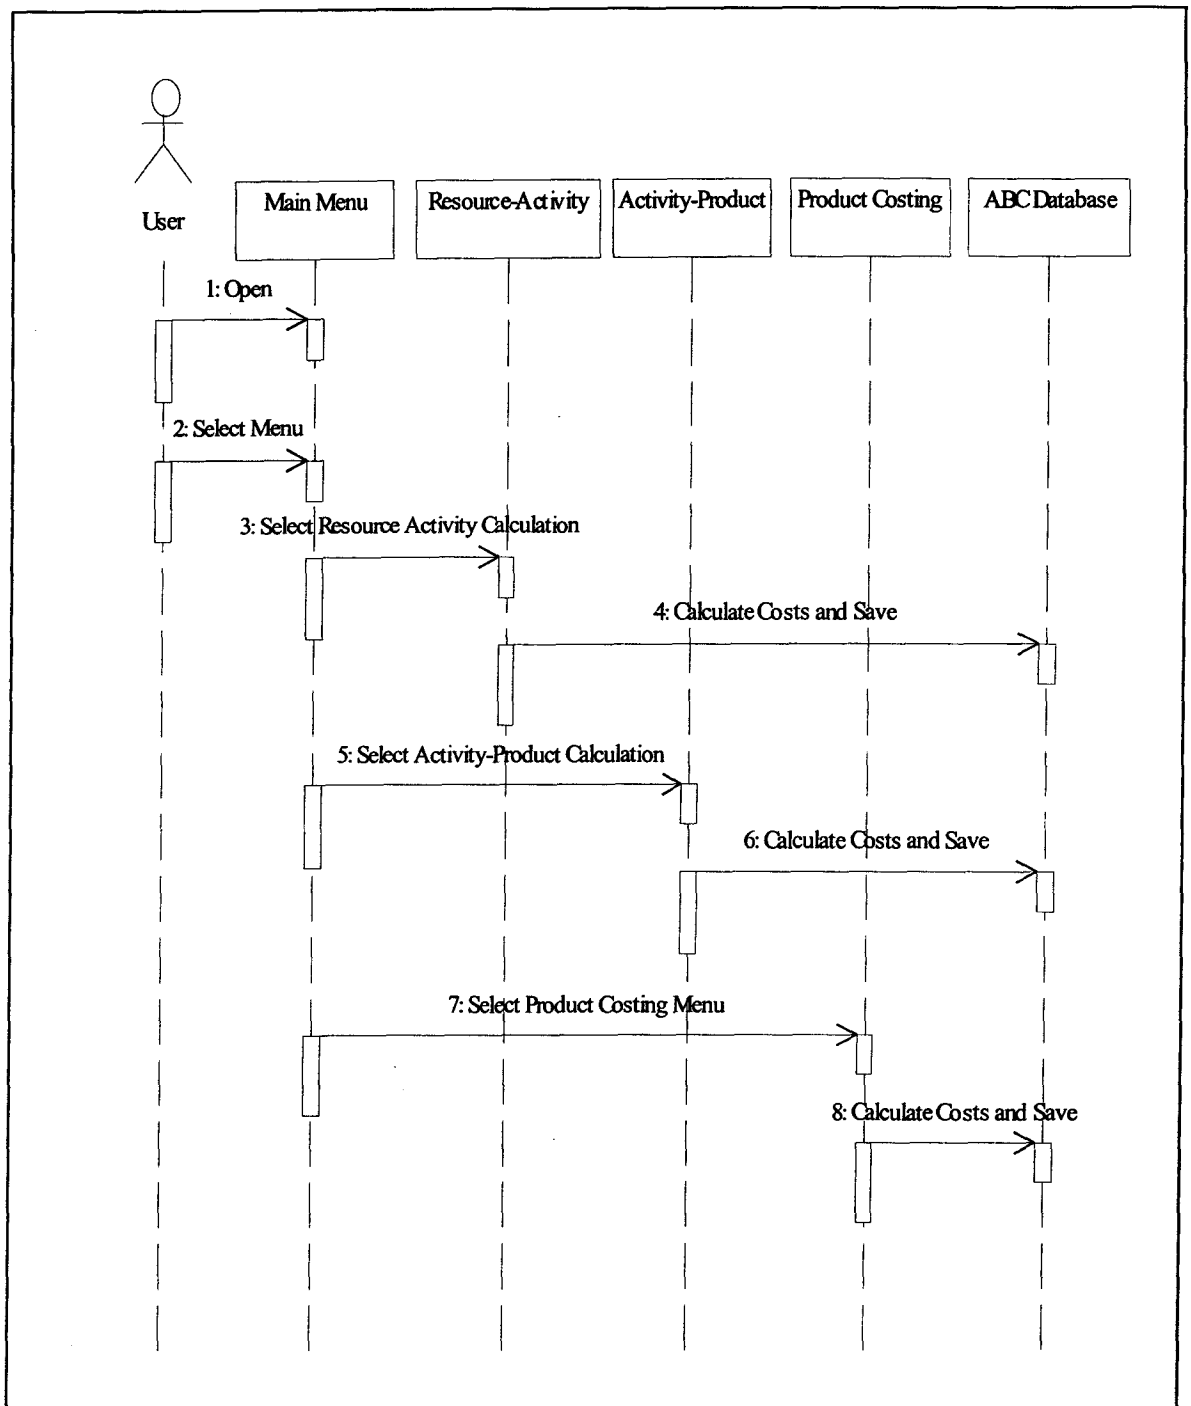 User
Main Menu
Resource-Activity
Activity-Product
Product Costing
ABC Database
1: Open
2: Select Menu
3: Select Resource Activity Calculation
4: Calculate Costs and Save
5: Select Activity-Product Calculation
6: Calculate Costs and Save
7: Select Product Costing Menu
8: Calculate Costs and Save